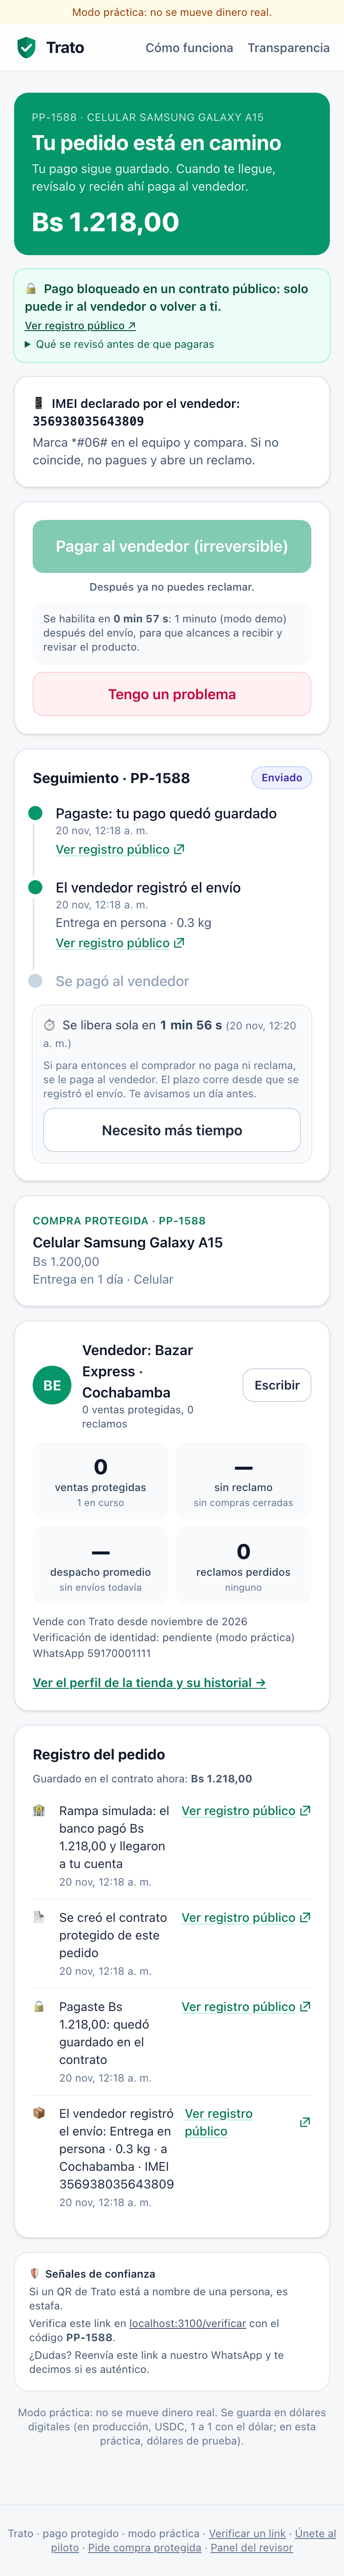 Modo práctica: no se mueve dinero real.
Trato
Cómo funciona
Transparencia
PP-1588 · CELULAR SAMSUNG GALAXY A15
Tu pedido está en camino
Tu pago sigue guardado. Cuando te llegue,
revísalo y recién ahí paga al vendedor.
Bs 1.218,00
🔒 Pago bloqueado en un contrato público: solo
puede ir al vendedor o volver a ti.
Ver registro público ↗
▶ Qué se revisó antes de que pagaras
📱 IMEI declarado por el vendedor:
356938035643809
Marca *#06# en el equipo y compara. Si no
coincide, no pagues y abre un reclamo.
Pagar al vendedor (irreversible)
Después ya no puedes reclamar.
Se habilita en 0 min 57 s: 1 minuto (modo demo)
después del envío, para que alcances a recibir y
revisar el producto.
Tengo un problema
Seguimiento · PP-1588
Enviado
Pagaste: tu pago quedó guardado
20 nov, 12:18 a. m.
Ver registro público
El vendedor registró el envío
20 nov, 12:18 a. m.
Entrega en persona · 0.3 kg
Ver registro público
Se pagó al vendedor
⏱ Se libera sola en 1 min 56 s (20 nov, 12:20
a. m.)
Si para entonces el comprador no paga ni reclama,
se le paga al vendedor. El plazo corre desde que se
registró el envío. Te avisamos un día antes.
Necesito más tiempo
COMPRA PROTEGIDA · PP-1588
Celular Samsung Galaxy A15
Bs 1.200,00
Entrega en 1 día · Celular
BE
Vendedor: Bazar
Express ·
Cochabamba
0 ventas protegidas, 0
reclamos
Escribir
0
ventas protegidas
1 en curso
—
sin reclamo
sin compras cerradas
—
despacho promedio
sin envíos todavía
0
reclamos perdidos
ninguno
Vende con Trato desde noviembre de 2026
Verificación de identidad: pendiente (modo práctica)
WhatsApp 59170001111
Ver el perfil de la tienda y su historial →
Registro del pedido
Guardado en el contrato ahora: Bs 1.218,00
Rampa simulada: el
banco pagó Bs
1.218,00 y llegaron
a tu cuenta
20 nov, 12:18 a. m.
Ver registro público
Se creó el contrato
protegido de este
pedido
20 nov, 12:18 a. m.
Ver registro público
Pagaste Bs
1.218,00: quedó
guardado en el
contrato
20 nov, 12:18 a. m.
Ver registro público
El vendedor registró
el envío: Entrega en
persona · 0.3 kg · a
Cochabamba · IMEI
356938035643809
20 nov, 12:18 a. m.
Ver registro
público
Señales de confianza
Si un QR de Trato está a nombre de una persona, es
estafa.
Verifica este link en localhost:3100/verificar con el
código PP-1588.
¿Dudas? Reenvía este link a nuestro WhatsApp y te
decimos si es auténtico.
Modo práctica: no se mueve dinero real. Se guarda en dólares
digitales (en producción, USDC, 1 a 1 con el dólar; en esta
práctica, dólares de prueba).
Trato · pago protegido · modo práctica · Verificar un link · Únete al
piloto · Pide compra protegida · Panel del revisor